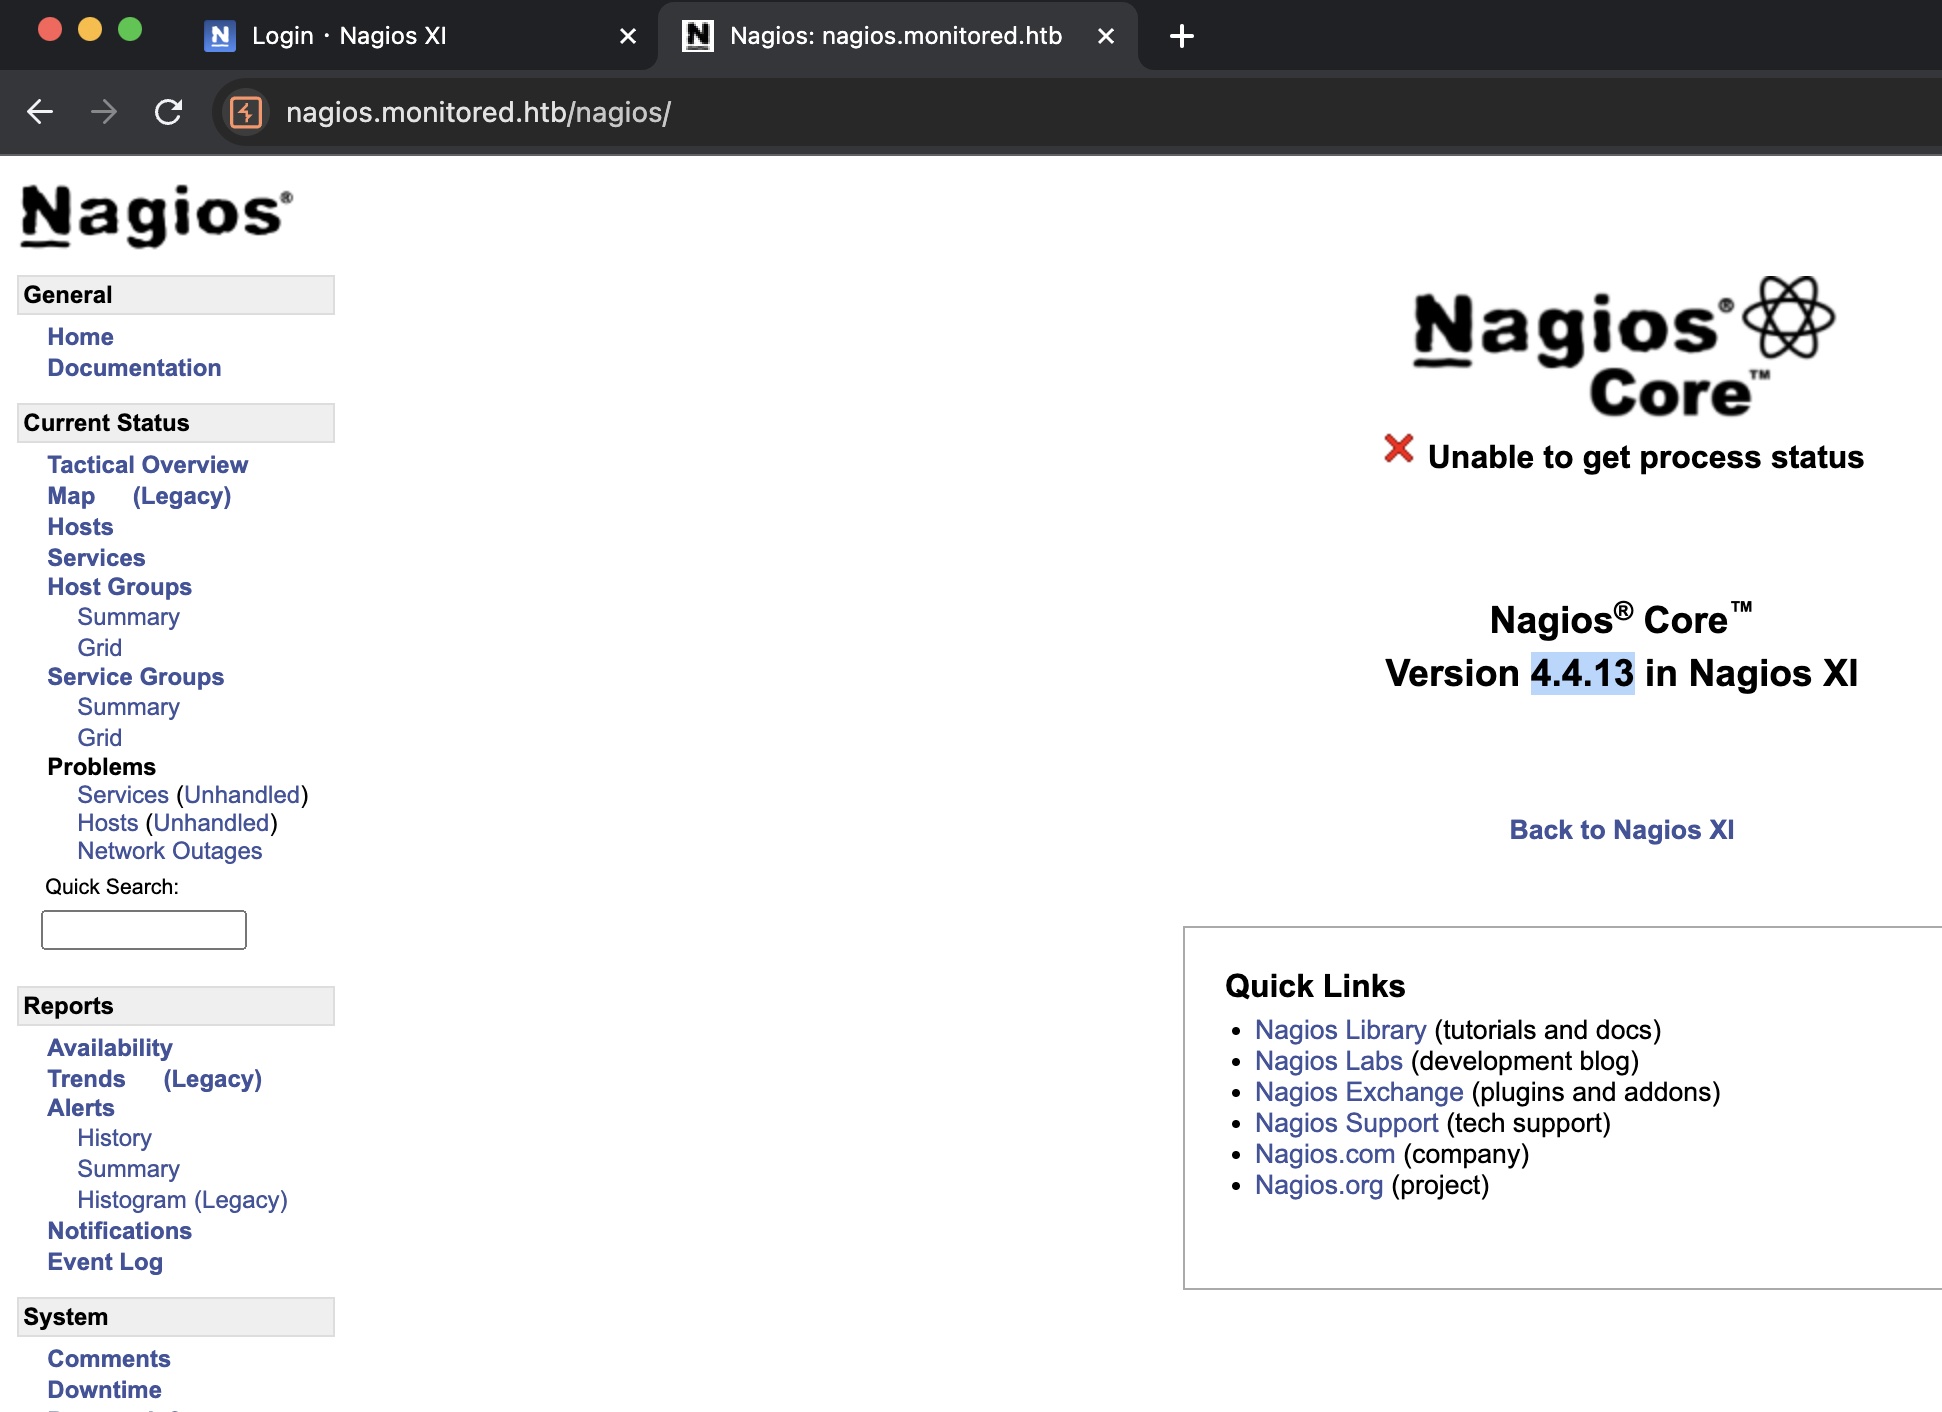 Login · Nagios XI
Nagios: nagios.monitored.htb
nagios.monitored.htb/nagios/
Nagios®
General
Home
Documentation
Current Status
Tactical Overview
Map (Legacy)
Hosts
Services
Host Groups
Summary
Grid
Service Groups
Summary
Grid
Problems
Services (Unhandled)
Hosts (Unhandled)
Network Outages
Quick Search:
Reports
Availability
Trends (Legacy)
Alerts
History
Summary
Histogram (Legacy)
Notifications
Event Log
System
Comments
Downtime
Nagios®
Core™
Unable to get process status
Nagios® Core™
Version 4.4.13 in Nagios XI
Back to Nagios XI
Quick Links
• Nagios Library (tutorials and docs)
• Nagios Labs (development blog)
• Nagios Exchange (plugins and addons)
• Nagios Support (tech support)
• Nagios.com (company)
• Nagios.org (project)